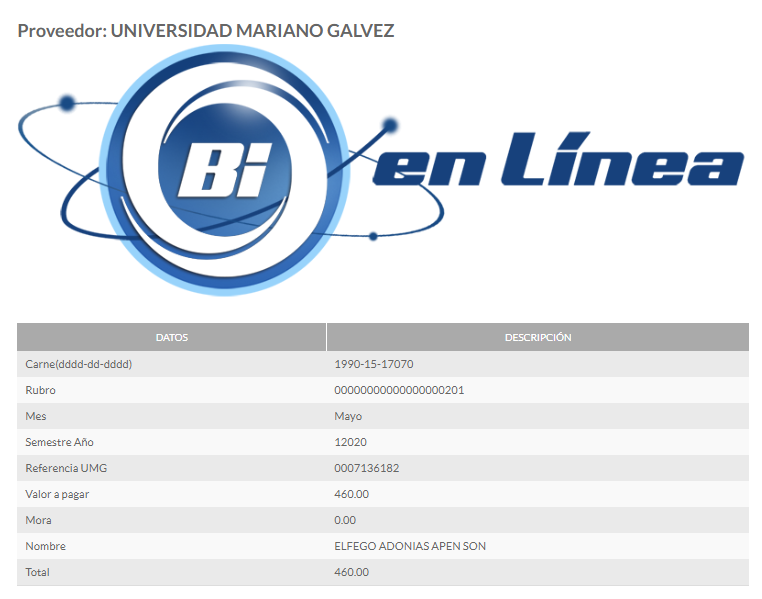 Proveedor: UNIVERSIDAD MARIANO GALVEZ
Bi en Línea
DATOS DESCRIPCIÓN
Carne(dddd-dd-dddd) 1990-15-17070
Rubro 00000000000000000201
Mes Mayo
Semestre Año 12020
Referencia UMG 0007136182
Valor a pagar 460.00
Mora 0.00
Nombre ELFEGO ADONIAS APEN SON
Total 460.00